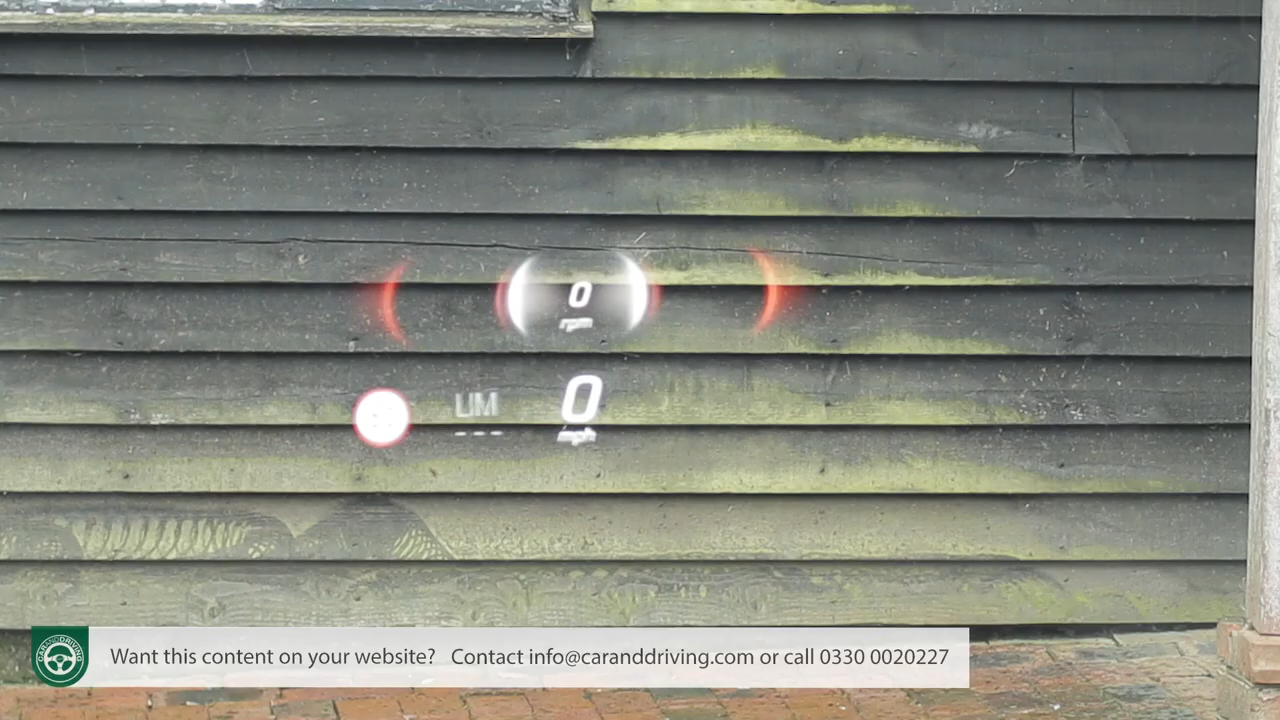 0
rpm
LIM
---
0
mph
CARANDDRIVING
Want this content on your website? Contact info@caranddriving.com or call 0330 0020227